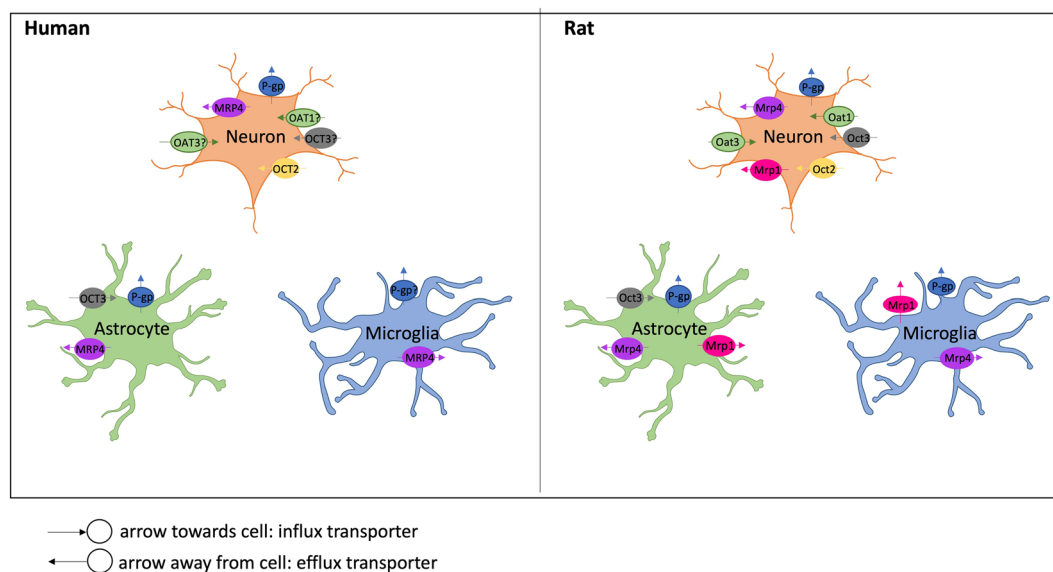 Human
P-gp
MRP4
OAT1?
Neuron
OAT3?
OCT3?
OCT2
OCT3
P-gp
Astrocyte
MRP4
P-gp?
Microglia
MRP4
Rat
P-gp
Mrp4
Oat1
Neuron
Oat3
Oct3
Mrp1
Oct2
Oct3
P-gp
Astrocyte
Mrp4
Mrp1
P-gp
Mrp1
Microglia
Mrp4
arrow towards cell: influx transporter
arrow away from cell: efflux transporter